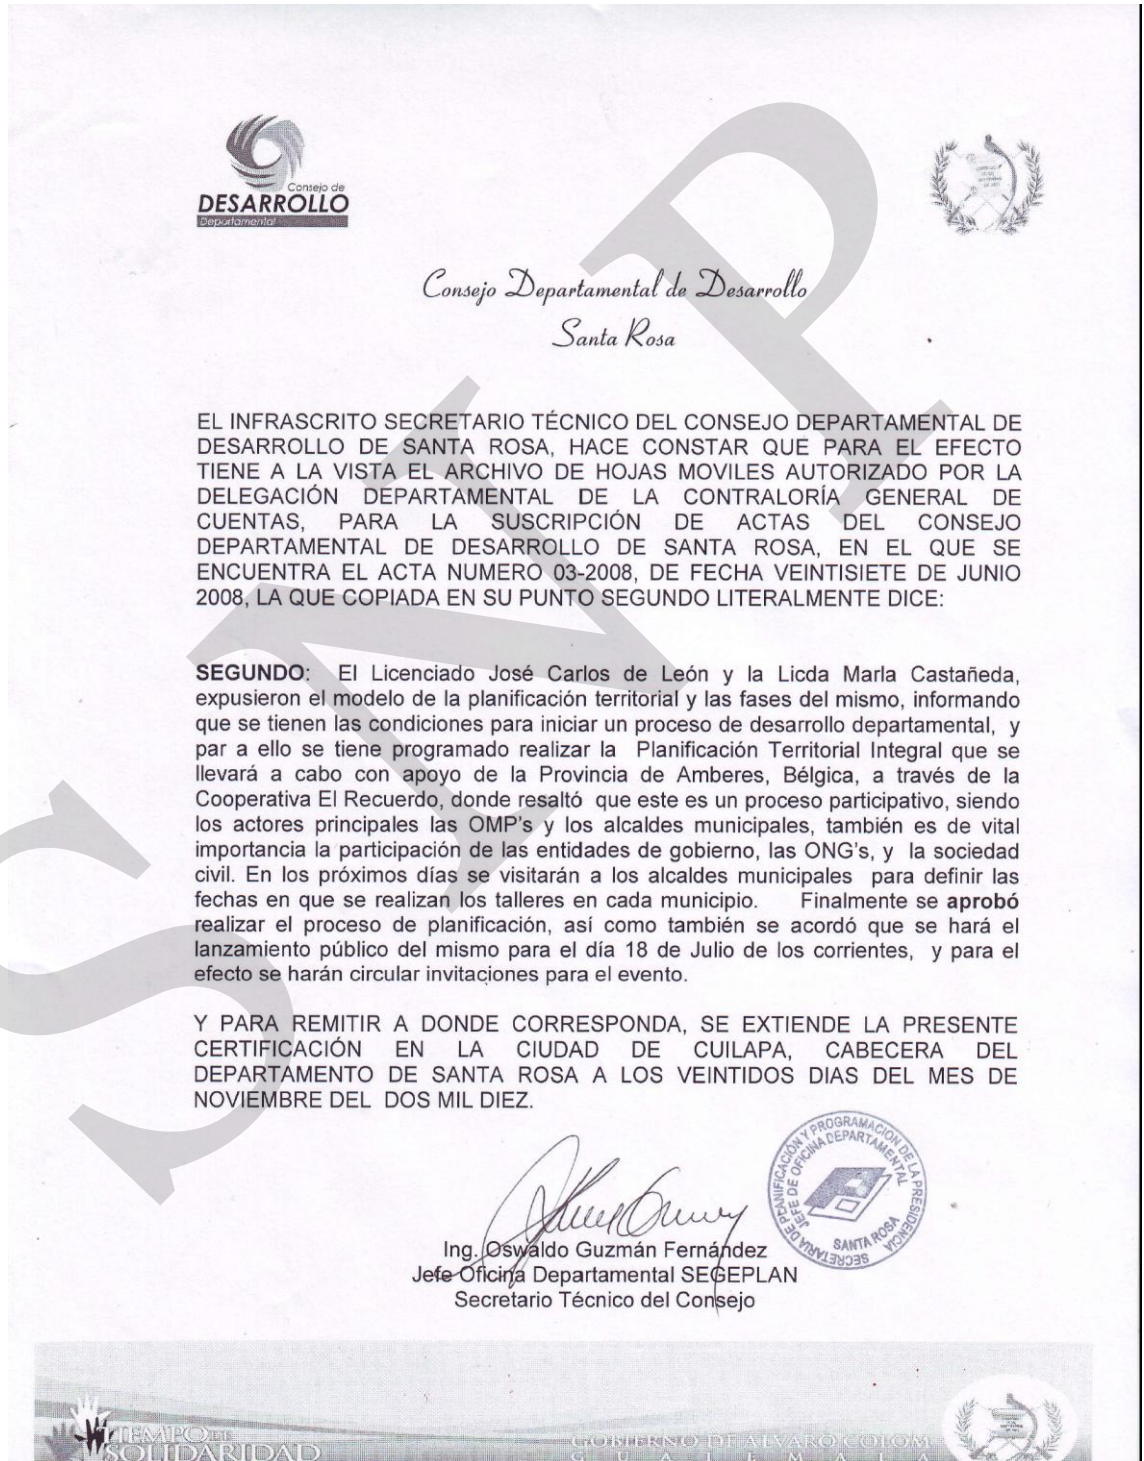 Consejo de
DESARROLLO
Departamental
Consejo Departamental de Desarrollo
Santa Rosa
EL INFRASCRITO SECRETARIO TÉCNICO DEL CONSEJO DEPARTAMENTAL DE
DESARROLLO DE SANTA ROSA, HACE CONSTAR QUE PARA EL EFECTO
TIENE A LA VISTA EL ARCHIVO DE HOJAS MOVILES AUTORIZADO POR LA
DELEGACIÓN DEPARTAMENTAL DE LA CONTRALORÍA GENERAL DE
CUENTAS, PARA LA SUSCRIPCIÓN DE ACTAS DEL CONSEJO
DEPARTAMENTAL DE DESARROLLO DE SANTA ROSA, EN EL QUE SE
ENCUENTRA EL ACTA NUMERO 03-2008, DE FECHA VEINTISIETE DE JUNIO
2008, LA QUE COPIADA EN SU PUNTO SEGUNDO LITERALMENTE DICE:
SEGUNDO: El Licenciado José Carlos de León y la Licda Marla Castañeda,
expusieron el modelo de la planificación territorial y las fases del mismo, informando
que se tienen las condiciones para iniciar un proceso de desarrollo departamental, y
par a ello se tiene programado realizar la Planificación Territorial Integral que se
llevará a cabo con apoyo de la Provincia de Amberes, Bélgica, a través de la
Cooperativa El Recuerdo, donde resaltó que este es un proceso participativo, siendo
los actores principales las OMP's y los alcaldes municipales, también es de vital
importancia la participación de las entidades de gobierno, las ONG's, y la sociedad
civil. En los próximos días se visitarán a los alcaldes municipales para definir las
fechas en que se realizan los talleres en cada municipio. Finalmente se aprobó
realizar el proceso de planificación, así como también se acordó que se hará el
lanzamiento público del mismo para el día 18 de Julio de los corrientes, y para el
efecto se harán circular invitaciones para el evento.
Y PARA REMITIR A DONDE CORRESPONDA, SE EXTIENDE LA PRESENTE
CERTIFICACIÓN EN LA CIUDAD DE CUILAPA, CABECERA DEL
DEPARTAMENTO DE SANTA ROSA A LOS VEINTIDOS DIAS DEL MES DE
NOVIEMBRE DEL DOS MIL DIEZ.
SECRETARIA DE PLANIFICACIÓN Y PROGRAMACION DE LA PRESIDENCIA
JEFE DE OFICINA DEPARTAMENTAL
SANTA ROSA
Ing. Oswaldo Guzmán Fernández
Jefe Oficina Departamental SEGEPLAN
Secretario Técnico del Consejo
TIEMPO DE
SOLIDARIDAD
GOBIERNO DE ALVARO COLOM
GUATEMALA
SNP